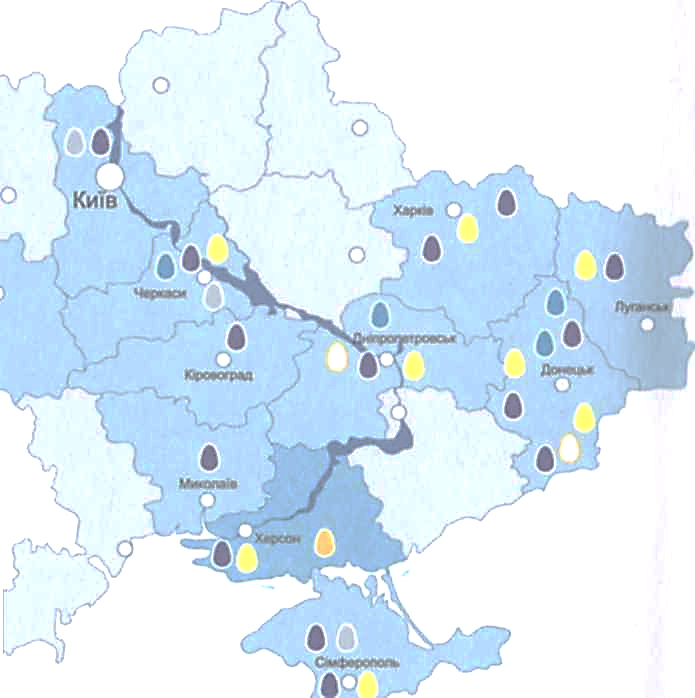 Київ
Харків
Черкаси
Луганськ
Дніпропетровськ
Кіровоград
Донецьк
Миколаїв
Херсон
Сімферополь